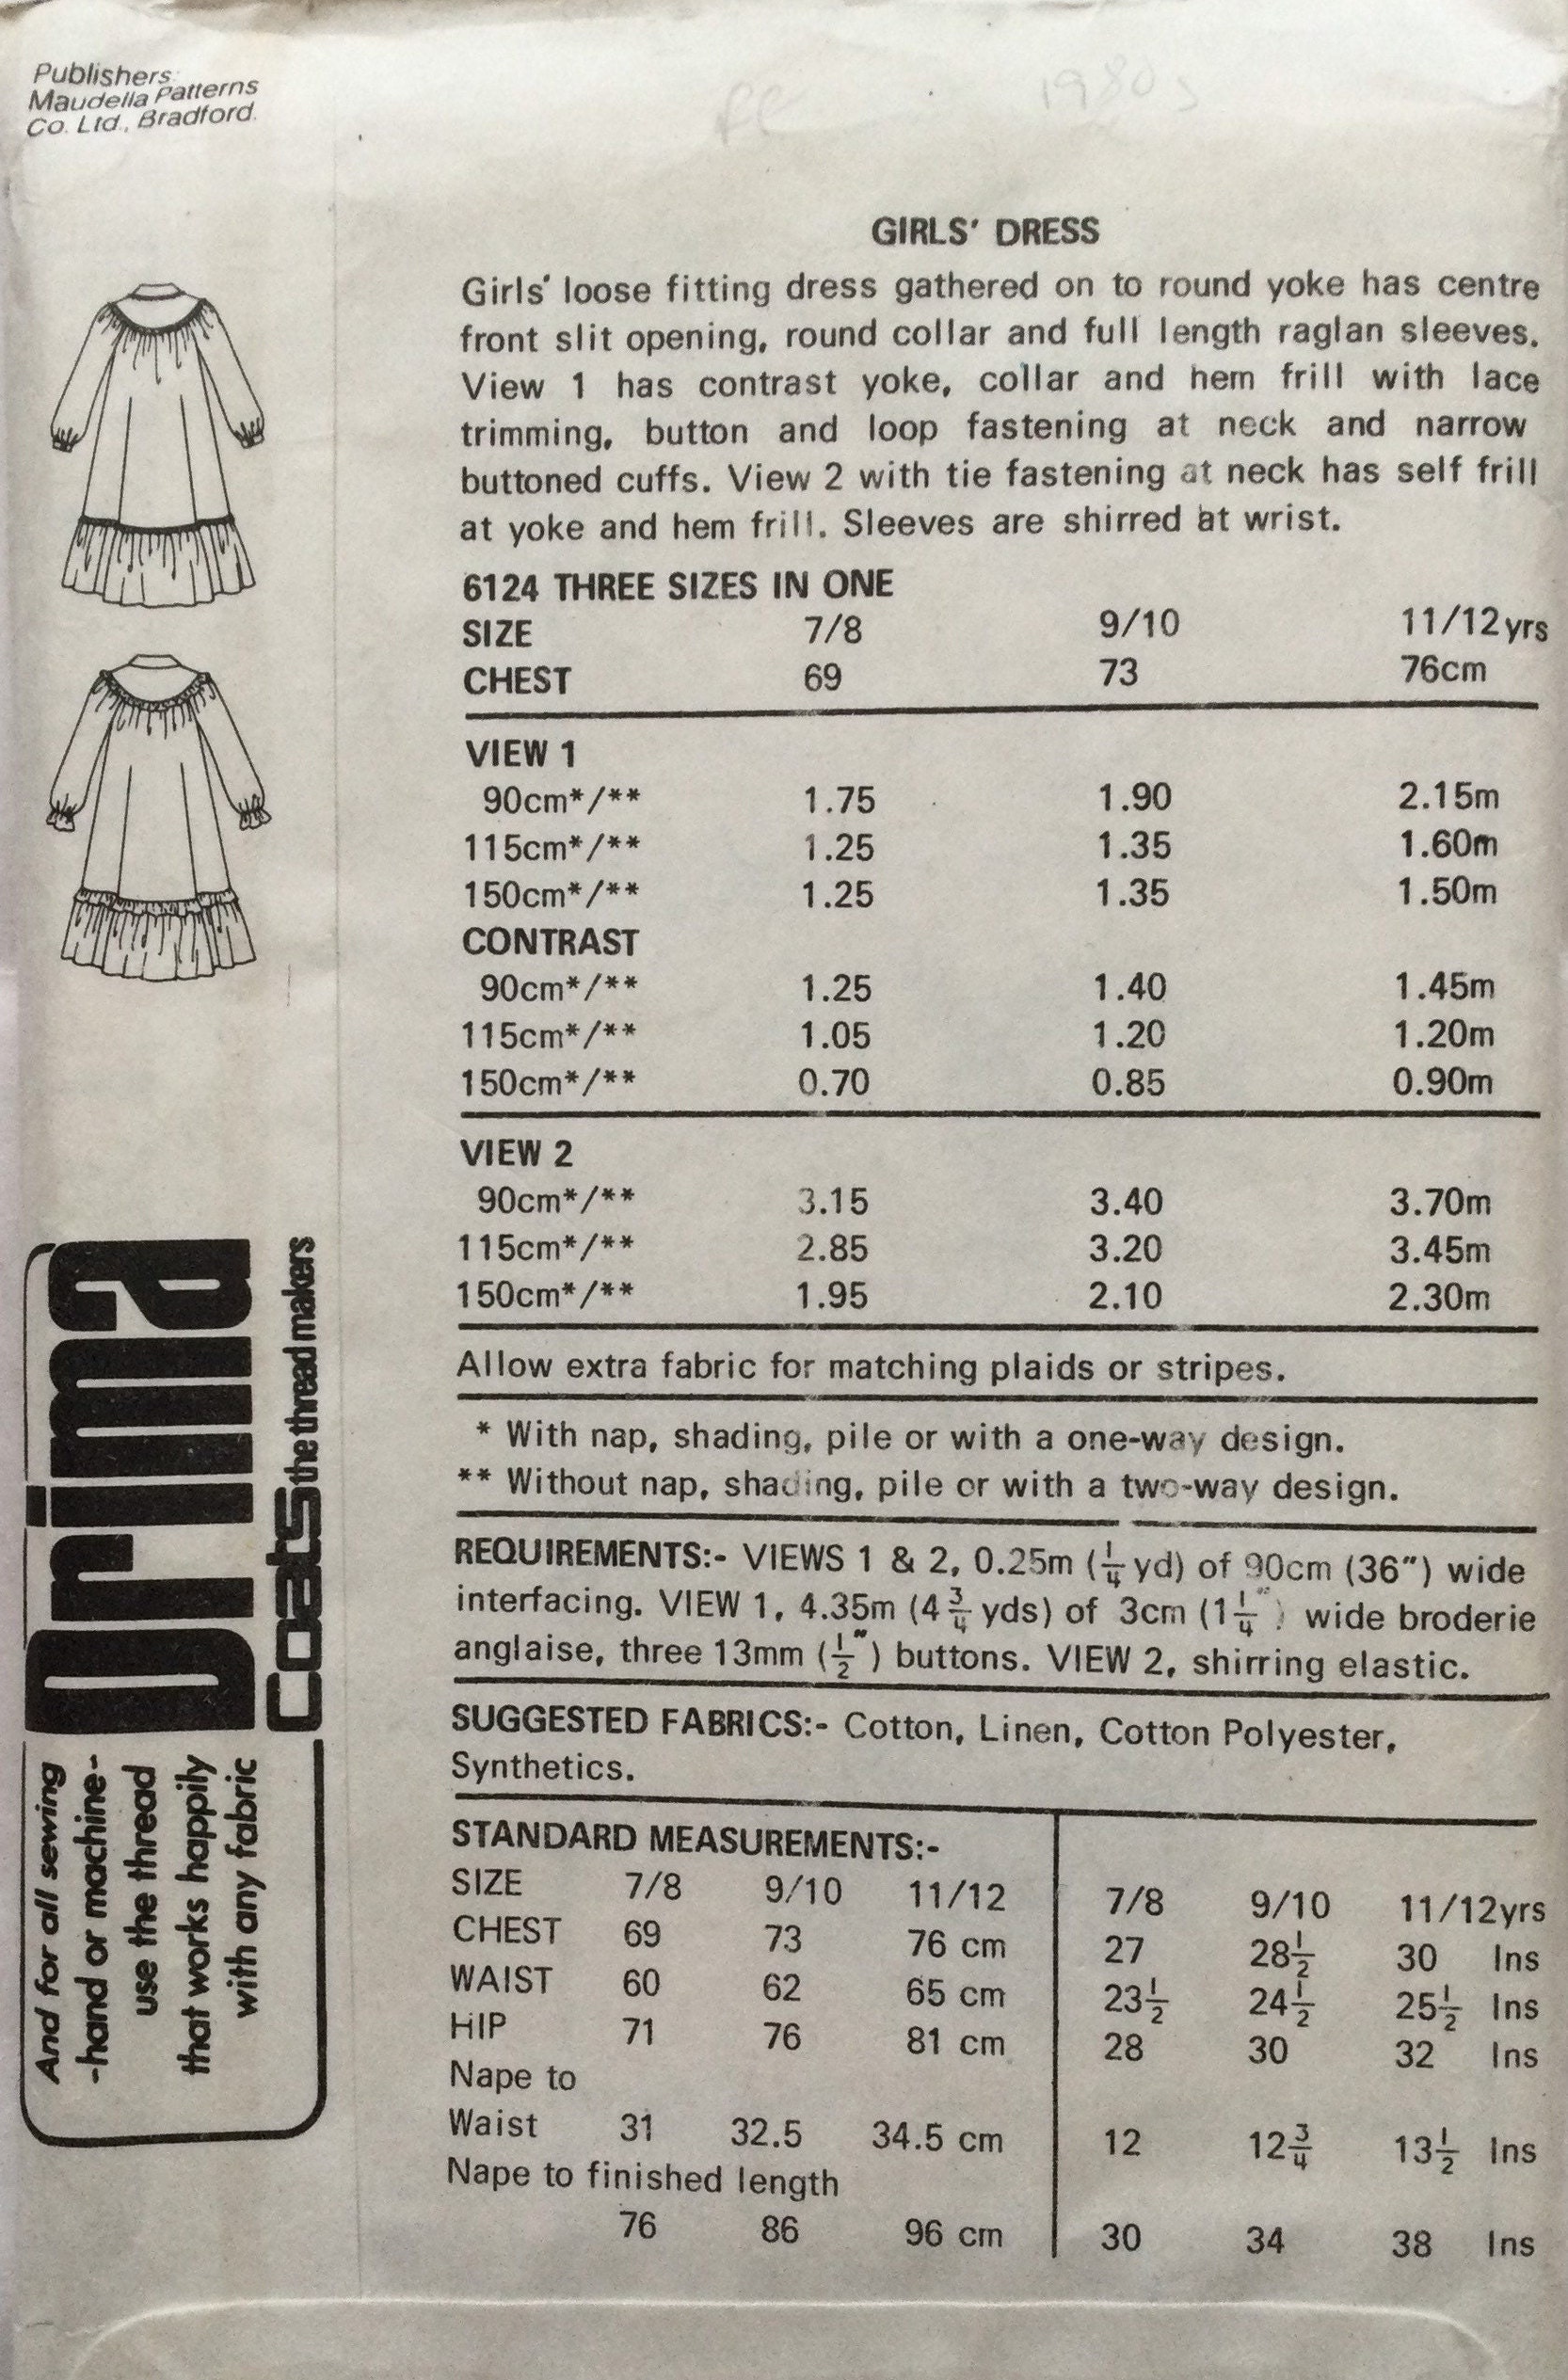 Publishers:
Maudella Patterns
Co. Ltd., Bradford.
1980s
GIRLS' DRESS
Girls' loose fitting dress gathered on to round yoke has centre
front slit opening, round collar and full length raglan sleeves.
View 1 has contrast yoke, collar and hem frill with lace
trimming, button and loop fastening at neck and narrow
buttoned cuffs. View 2 with tie fastening at neck has self frill
at yoke and hem frill. Sleeves are shirred at wrist.
6124 THREE SIZES IN ONE
SIZE 7/8 9/10 11/12 yrs
CHEST 69 73 76cm
VIEW 1
90cm*/** 1.75 1.90 2.15m
115cm*/** 1.25 1.35 1.60m
150cm*/** 1.25 1.35 1.50m
CONTRAST
90cm*/** 1.25 1.40 1.45m
115cm*/** 1.05 1.20 1.20m
150cm*/** 0.70 0.85 0.90m
VIEW 2
90cm*/** 3.15 3.40 3.70m
115cm*/** 2.85 3.20 3.45m
150cm*/** 1.95 2.10 2.30m
Allow extra fabric for matching plaids or stripes.
* With nap, shading, pile or with a one-way design.
** Without nap, shading, pile or with a two-way design.
REQUIREMENTS:- VIEWS 1 & 2, 0.25m (¼ yd) of 90cm (36") wide
interfacing. VIEW 1, 4.35m (4¾ yds) of 3cm (1¼") wide broderie
anglaise, three 13mm (½") buttons. VIEW 2, shirring elastic.
SUGGESTED FABRICS:- Cotton, Linen, Cotton Polyester,
Synthetics.
STANDARD MEASUREMENTS:-
SIZE 7/8 9/10 11/12 7/8 9/10 11/12yrs
CHEST 69 73 76 cm 27 28½ 30 Ins
WAIST 60 62 65 cm 23½ 24½ 25½ Ins
HIP 71 76 81 cm 28 30 32 Ins
Nape to
Waist 31 32.5 34.5 cm 12 12¾ 13½ Ins
Nape to finished length
76 86 96 cm 30 34 38 Ins
Drima
Coats the thread makers
And for all sewing
-hand or machine-
use the thread
that works happily
with any fabric